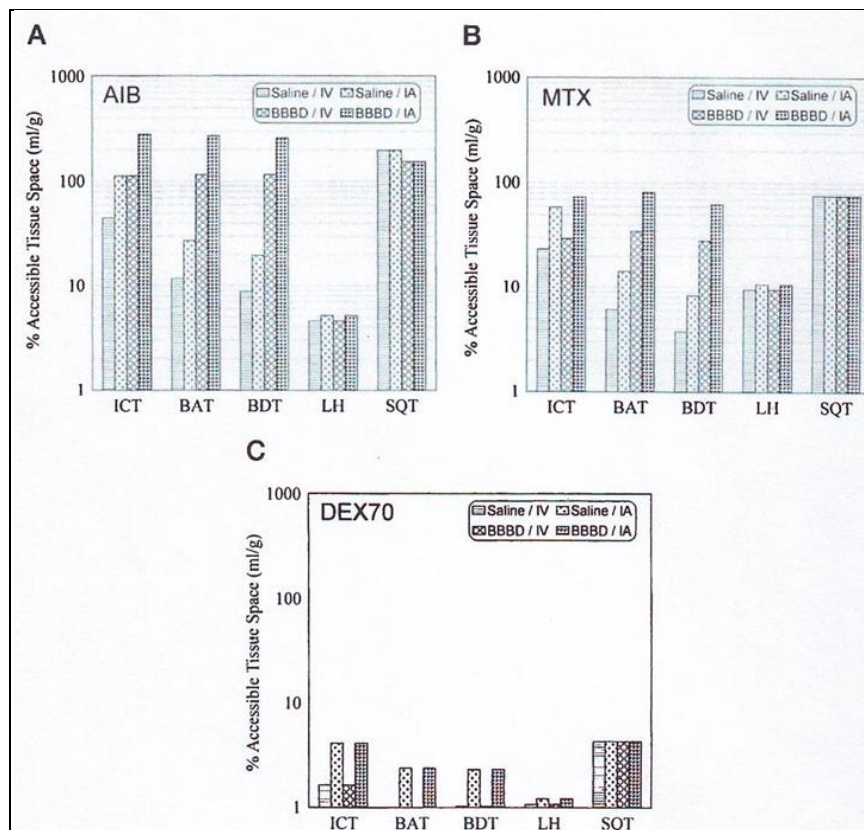 A
% Accessible Tissue Space (ml/g)
1000
100
10
1
AIB
Saline / IV Saline / IA
BBBD / IV BBBD / IA
ICT BAT BDT LH SQT
B
% Accessible Tissue Space (ml/g)
1000
100
10
1
MTX
Saline / IV Saline / IA
BBBD / IV BBBD / IA
ICT BAT BDT LH SQT
C
% Accessible Tissue Space (ml/g)
1000
100
10
1
DEX70
Saline / IV Saline / IA
BBBD / IV BBBD / IA
ICT BAT BDT LH SQT